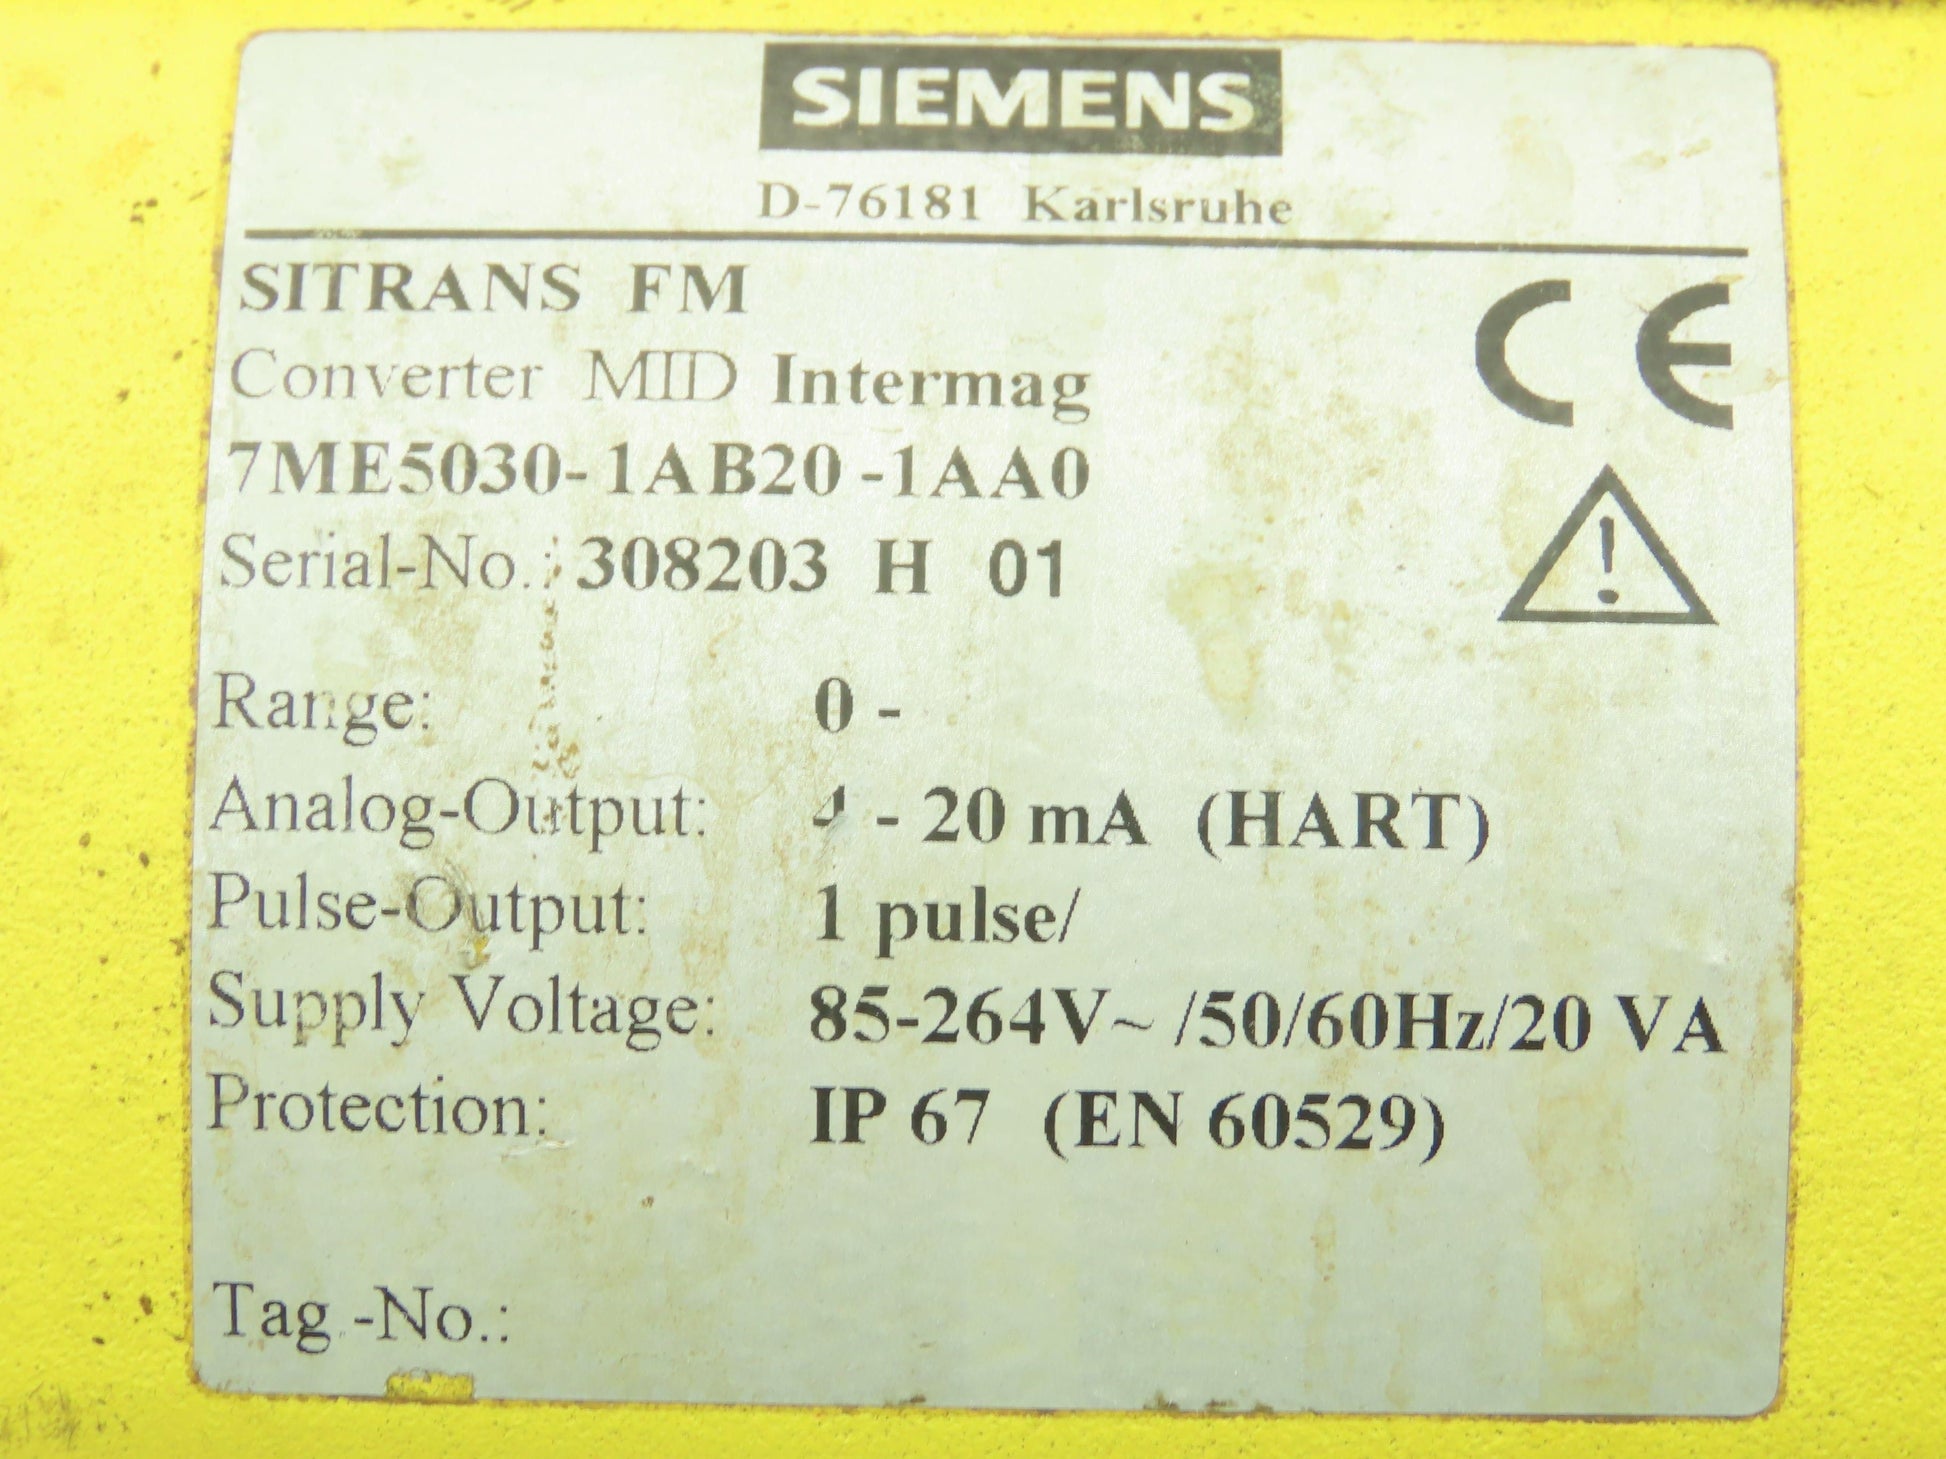 SIEMENS
D-76181 Karlsruhe
SITRANS FM
CE
Converter MID Intermag
7ME5030-1AB20-1AA0
Serial-No.: 308203 H 01
!
Range: 0 -
Analog-Output: 4 - 20 mA (HART)
Pulse-Output: 1 pulse/
Supply Voltage: 85-264V~ /50/60Hz/20 VA
Protection: IP 67 (EN 60529)
Tag -No.: